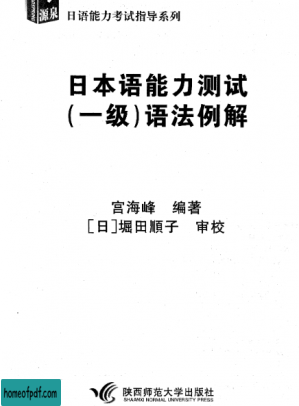 源泉
日语能力考试指导系列
日本语能力测试
(一级)语法例解
宫海峰 编著
[日]堀田順子 审校
陕西师范大学出版社
SHAANXI NORMAL UNIVERSITY PRESS
homeofpdf.com